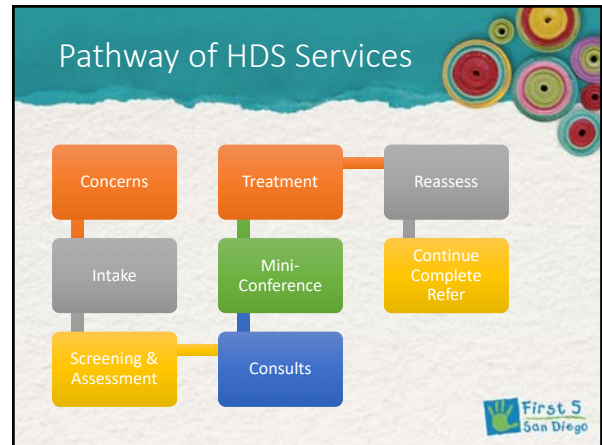 Pathway of HDS Services
Concerns
Intake
Screening &
Assessment
Consults
Mini-
Conference
Treatment
Reassess
Continue
Complete
Refer
First 5
San Diego